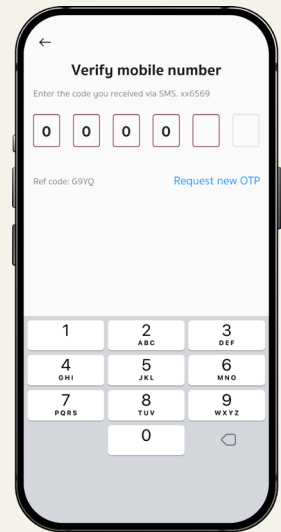 Verify mobile number
Enter the code you received via SMS. xx6569
0 0 0 0
Ref code: G9YQ
Request new OTP
1 2 3
ABC DEF
4 5 6
GHI JKL MNO
7 8 9
PQRS TUV WXYZ
0